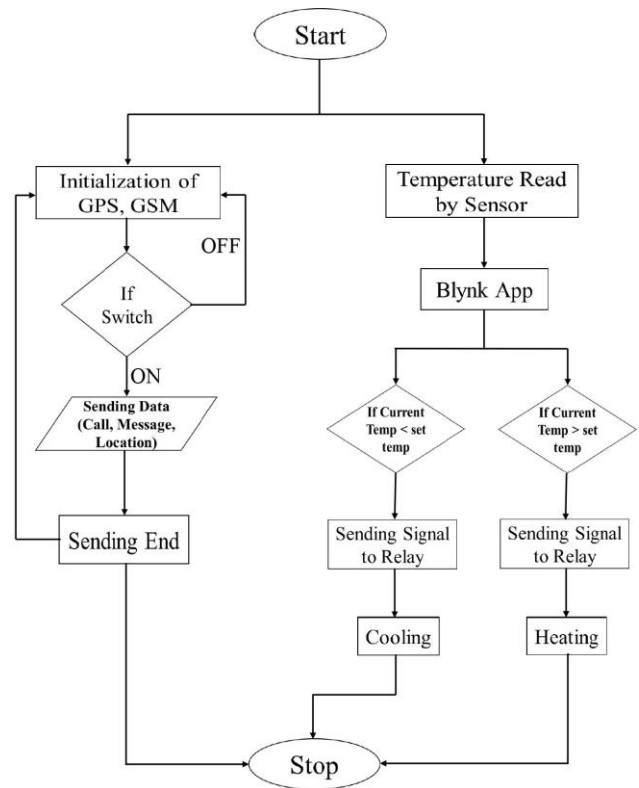 Start
Initialization of
GPS, GSM
OFF
If
Switch
ON
Sending Data
(Call, Message,
Location)
Sending End
Temperature Read
by Sensor
Blynk App
If Current
Temp < set
temp
If Current
Temp > set
temp
Sending Signal
to Relay
Sending Signal
to Relay
Cooling
Heating
Stop